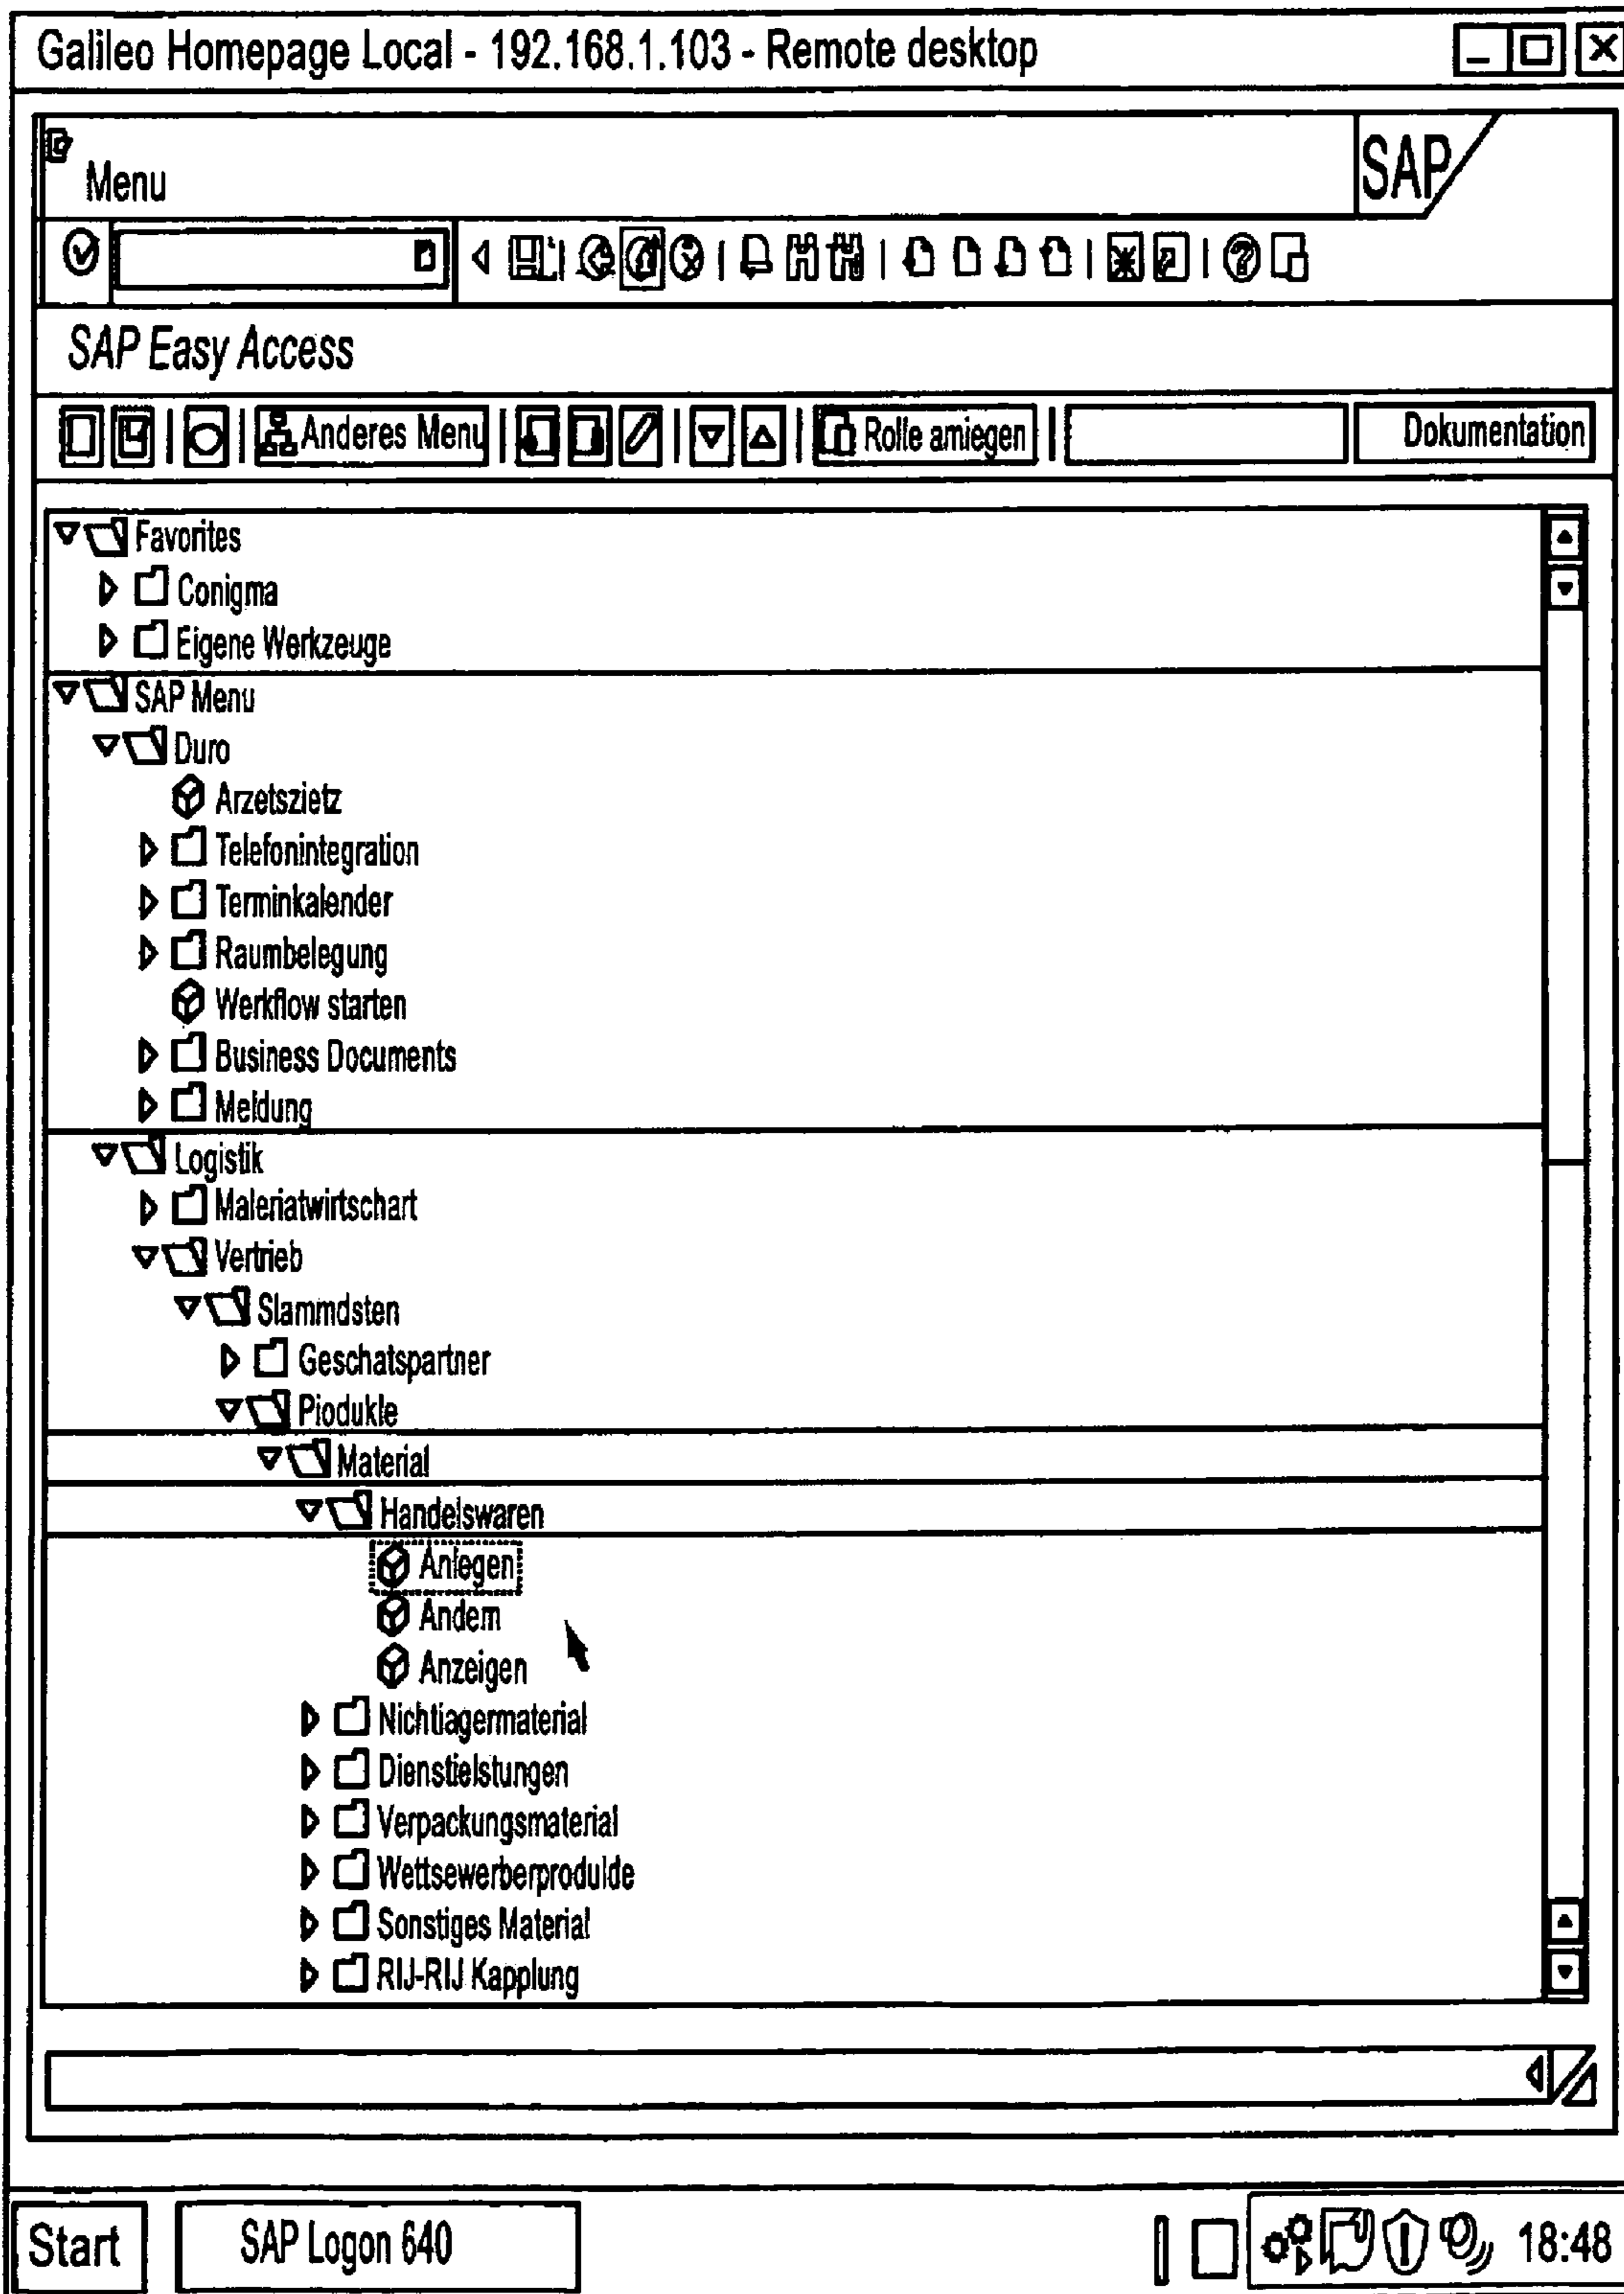 Galileo Homepage Local - 192.168.1.103 - Remote desktop
Menu
SAP
SAP Easy Access
Anderes Menu
Rolle amiegen
Dokumentation
Favorites
Conigma
Eigene Werkzeuge
SAP Menu
Duro
Arzetszietz
Telefonintegration
Terminkalender
Raumbelegung
Werkflow starten
Business Documents
Meldung
Logistik
Maleriatwirtschart
Vertrieb
Slammdsten
Geschatspartner
Piodukle
Material
Handelswaren
Anlegen
Andem
Anzeigen
Nichtiagermaterial
Dienstielstungen
Verpackungsmaterial
Wettsewerberprodulde
Sonstiges Material
RIJ-RIJ Kapplung
Start
SAP Logon 640
18:48